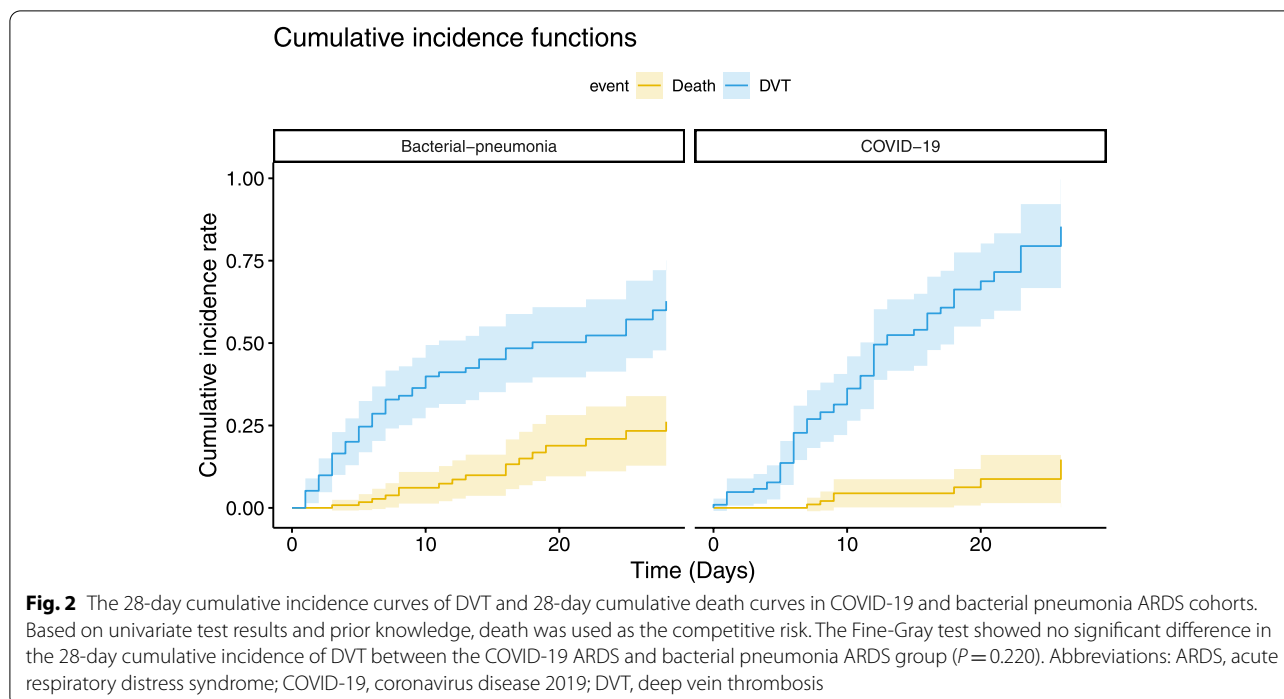 Cumulative incidence functions
event Death DVT
Bacterial−pneumonia COVID−19
Cumulative incidence rate
1.00
0.75
0.50
0.25
0.00
0 10 20 0 10 20
Time (Days)
Fig. 2 The 28-day cumulative incidence curves of DVT and 28-day cumulative death curves in COVID-19 and bacterial pneumonia ARDS cohorts.
Based on univariate test results and prior knowledge, death was used as the competitive risk. The Fine-Gray test showed no significant difference in
the 28-day cumulative incidence of DVT between the COVID-19 ARDS and bacterial pneumonia ARDS group (P = 0.220). Abbreviations: ARDS, acute
respiratory distress syndrome; COVID-19, coronavirus disease 2019; DVT, deep vein thrombosis